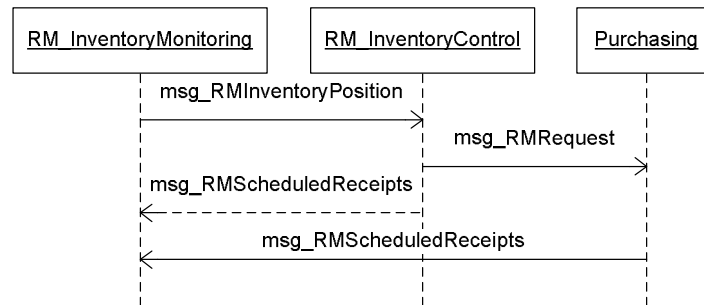 RM_InventoryMonitoring
RM_InventoryControl
Purchasing
msg_RMInventoryPosition
msg_RMRequest
msg_RMScheduledReceipts
msg_RMScheduledReceipts